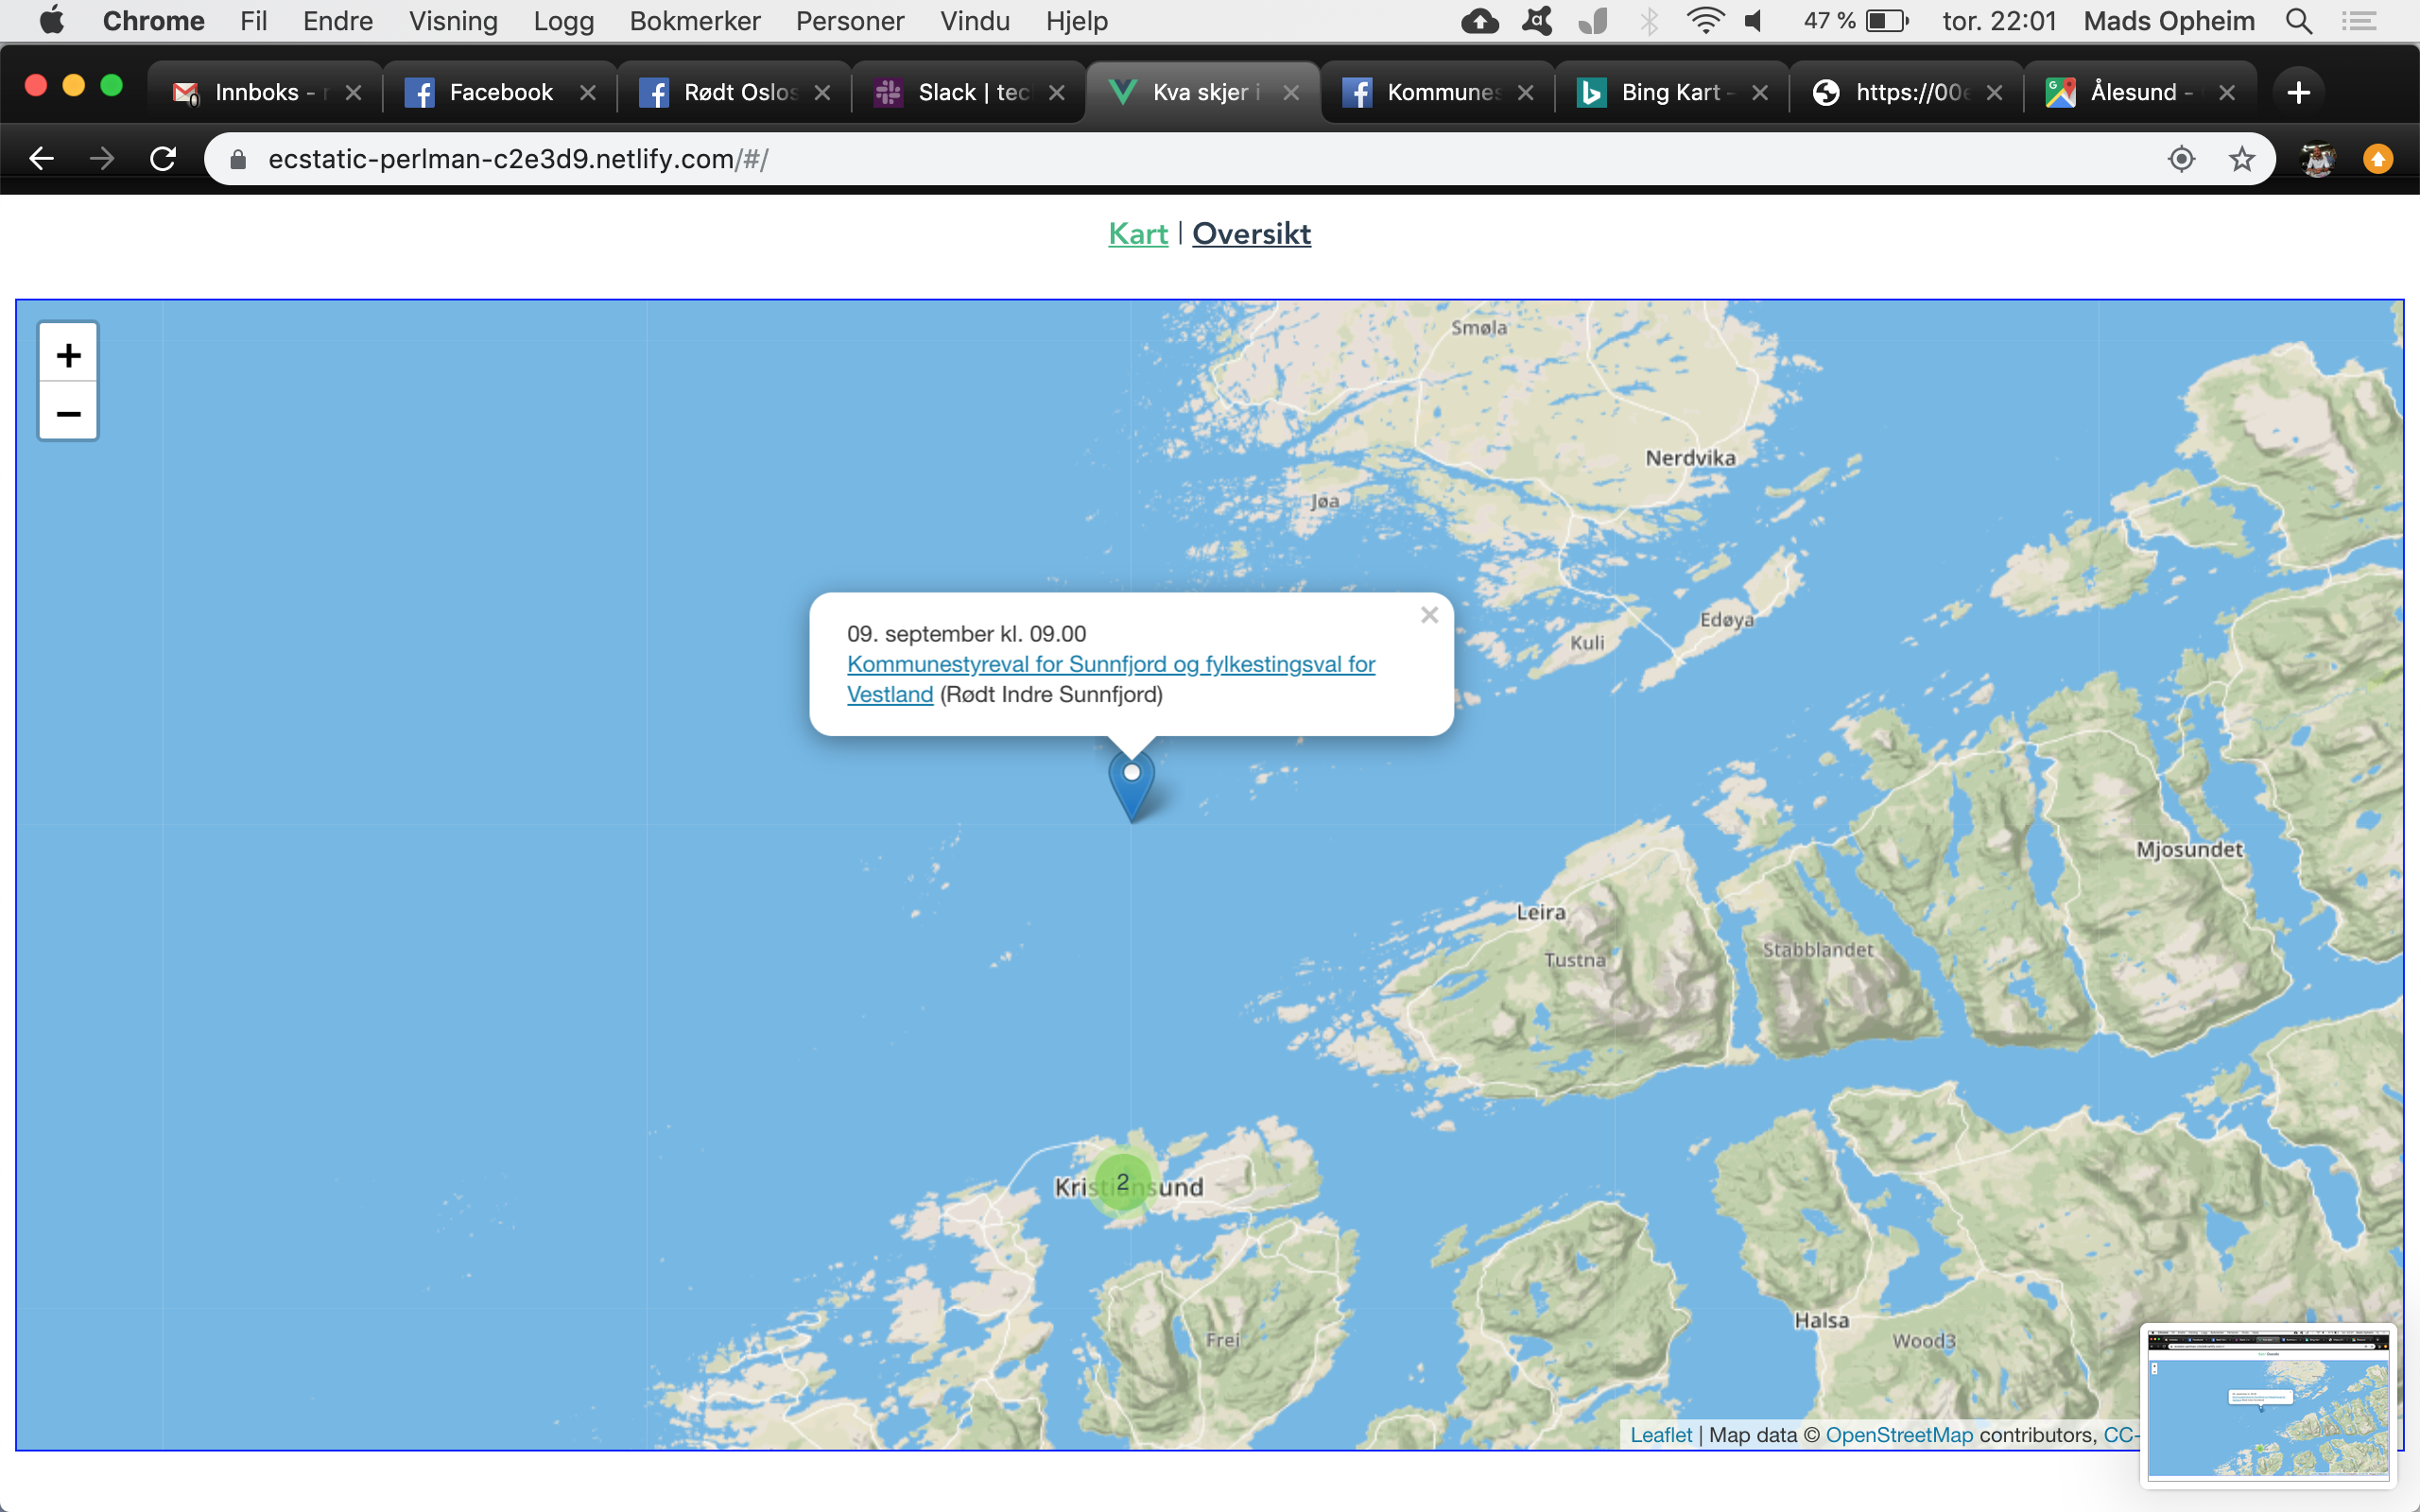 Chrome Fil Endre Visning Logg Bokmerker Personer Vindu Hjelp 47 % tor. 22:01 Mads Opheim
Innboks - Facebook Rødt Oslos Slack | tec Kva skjer i Kommunes Bing Kart - https://00e Ålesund -
ecstatic-perlman-c2e3d9.netlify.com/#/
Kart | Oversikt
+
−
Smøla
Nerdvika
Jøa
Edøya
Kuli
09. september kl. 09.00
Kommunestyreval for Sunnfjord og fylkestingsval for
Vestland (Rødt Indre Sunnfjord)
Mjosundet
Leira
Stabblandet
Tustna
Kristiansund
2
Halsa
Frei
Wood3
Leaflet | Map data © OpenStreetMap contributors, CC-